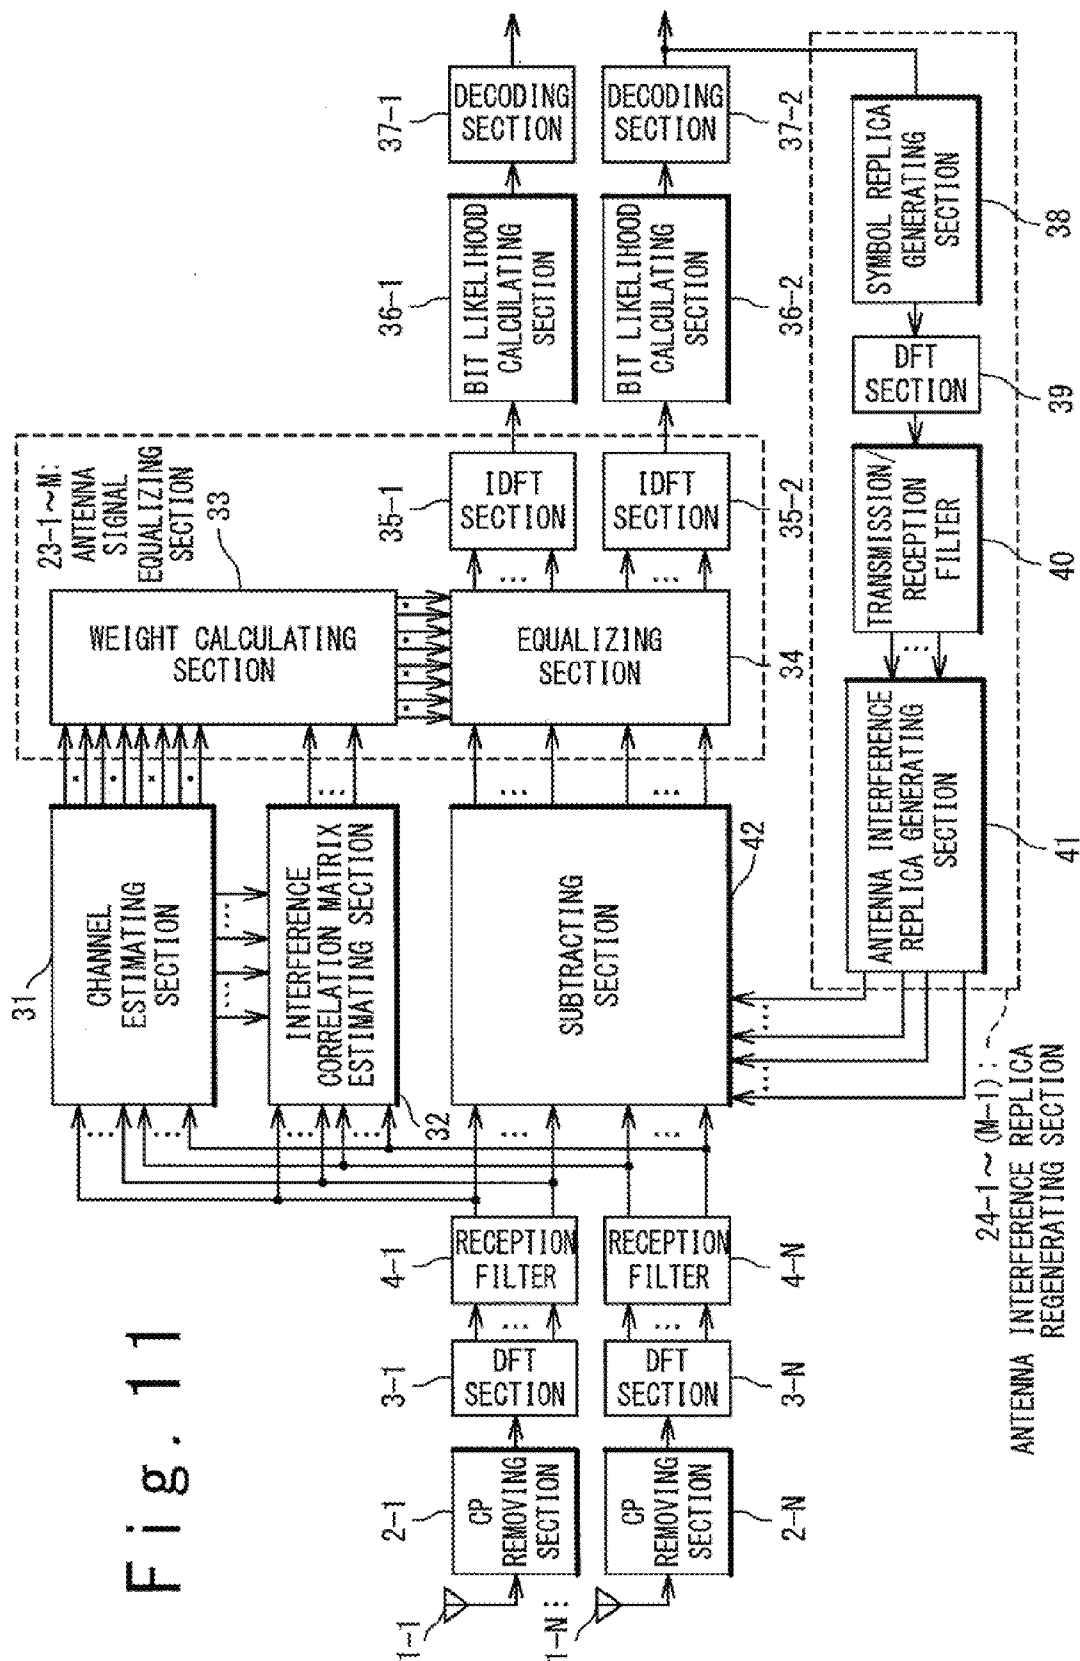 Fig. 11
1-1
2-1
CP
REMOVING
SECTION
3-1
DFT
SECTION
4-1
RECEPTION
FILTER
1-N
2-N
CP
REMOVING
SECTION
3-N
DFT
SECTION
4-N
RECEPTION
FILTER
31
CHANNEL
ESTIMATING
SECTION
32
INTERFERENCE
CORRELATION MATRIX
ESTIMATING SECTION
42
SUBTRACTING
SECTION
23-1~M:
ANTENNA
SIGNAL
EQUALIZING
SECTION
33
WEIGHT CALCULATING
SECTION
34
EQUALIZING
SECTION
35-1
IDFT
SECTION
35-2
IDFT
SECTION
36-1
BIT LIKELIHOOD
CALCULATING
SECTION
36-2
BIT LIKELIHOOD
CALCULATING
SECTION
37-1
DECODING
SECTION
37-2
DECODING
SECTION
38
SYMBOL REPLICA
GENERATING
SECTION
39
DFT
SECTION
40
TRANSMISSION/
RECEPTION
FILTER
41
ANTENNA INTERFERENCE
REPLICA GENERATING
SECTION
24-1~(M-1):
ANTENNA INTERFERENCE REPLICA
REGENERATING SECTION